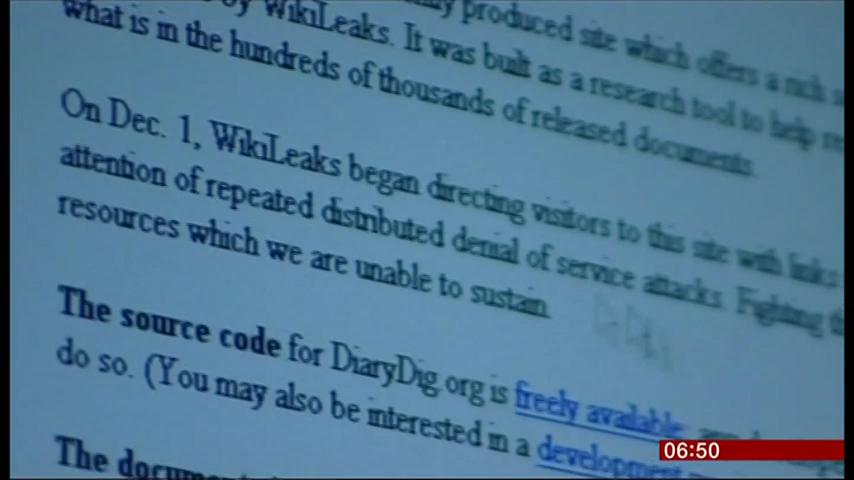 produced site which offers a rich
by WikiLeaks. It was built as a research tool to help
what is in the hundreds of thousands of released documents.
On Dec. 1, WikiLeaks began directing visitors to this site with links
attention of repeated distributed denial of service attacks. Fighting
resources which we are unable to sustain.
The source code for DiaryDig.org is freely available
do so. (You may also be interested in a development
The
06:50